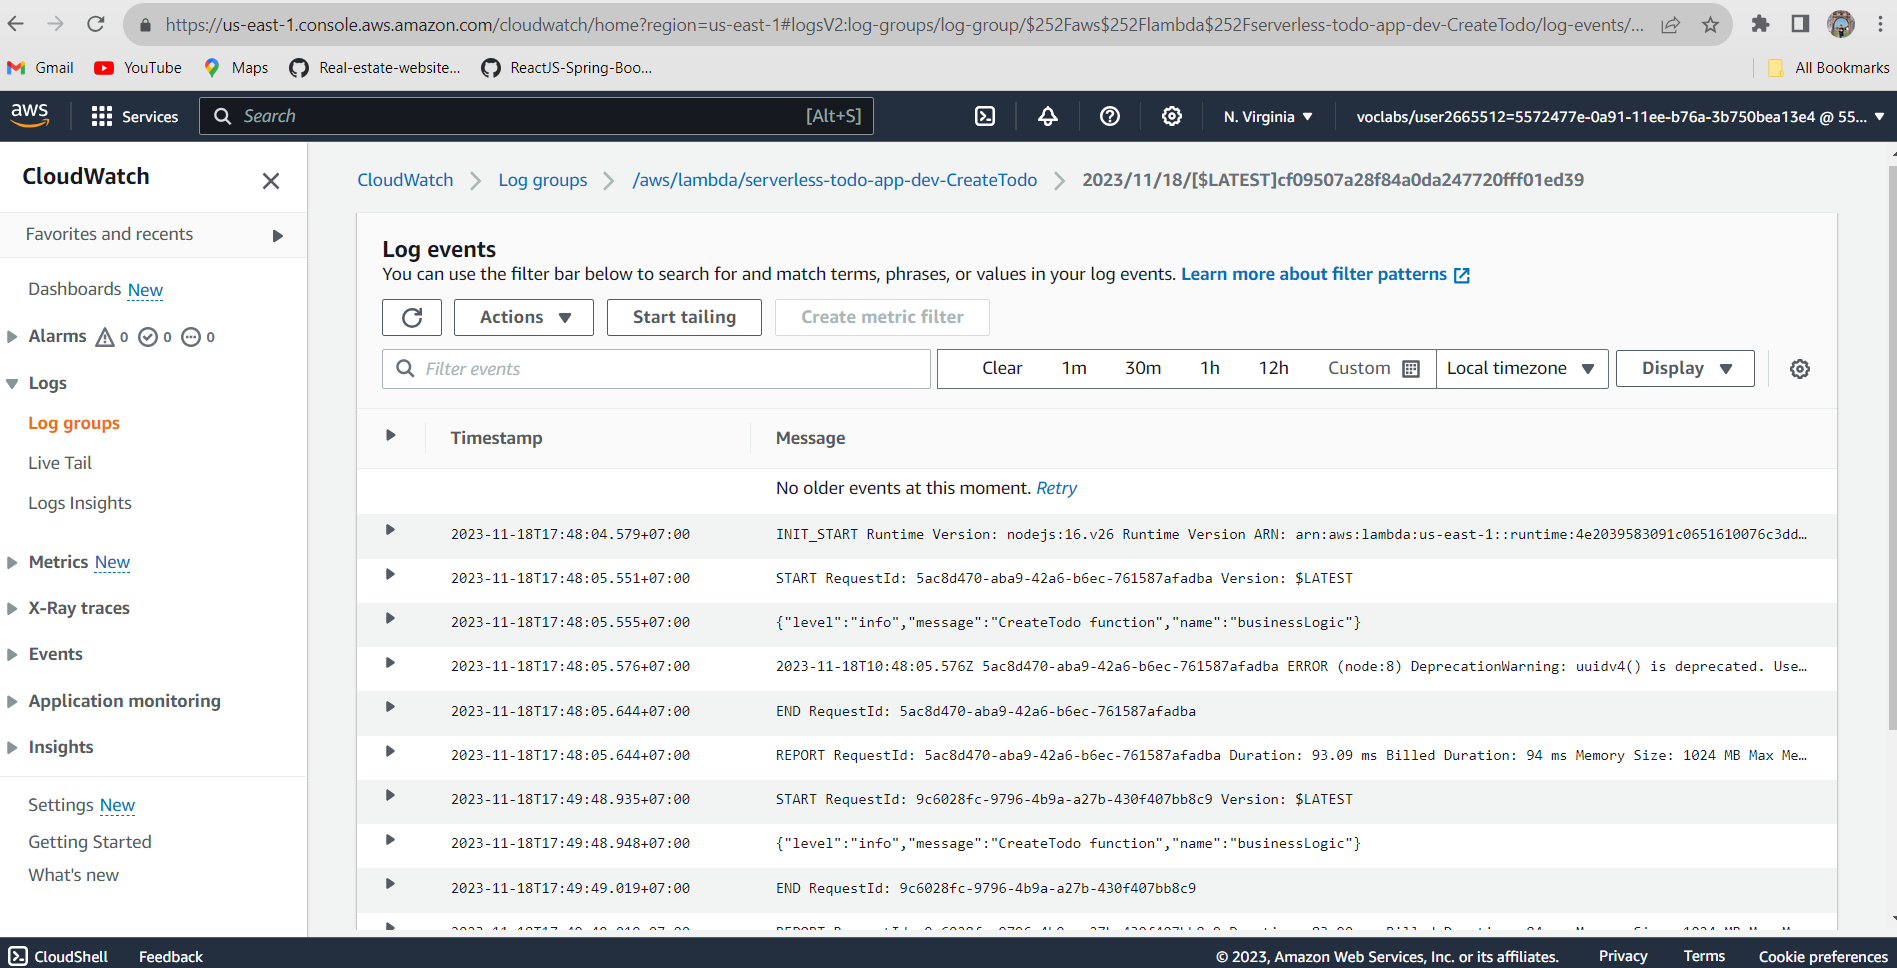 https://us-east-1.console.aws.amazon.com/cloudwatch/home?region=us-east-1#logsV2:log-groups/log-group/$252Faws$252Flambda$252Fserverless-todo-app-dev-CreateTodo/log-events/...
Gmail YouTube Maps Real-estate-website... ReactJS-Spring-Boo... All Bookmarks
aws Services Search [Alt+S] N. Virginia voclabs/user2665512=5572477e-0a91-11ee-b76a-3b750bea13e4 @ 55...
CloudWatch
Favorites and recents
Dashboards New
Alarms 0 0 0
Logs
Log groups
Live Tail
Logs Insights
Metrics New
X-Ray traces
Events
Application monitoring
Insights
Settings New
Getting Started
What's new
CloudWatch Log groups /aws/lambda/serverless-todo-app-dev-CreateTodo 2023/11/18/[$LATEST]cf09507a28f84a0da247720fff01ed39
Log events
You can use the filter bar below to search for and match terms, phrases, or values in your log events. Learn more about filter patterns
Actions Start tailing Create metric filter
Filter events Clear 1m 30m 1h 12h Custom Local timezone Display
Timestamp Message
No older events at this moment. Retry
2023-11-18T17:48:04.579+07:00 INIT_START Runtime Version: nodejs:16.v26 Runtime Version ARN: arn:aws:lambda:us-east-1::runtime:4e2039583091c0651610076c3dd...
2023-11-18T17:48:05.551+07:00 START RequestId: 5ac8d470-aba9-42a6-b6ec-761587afadba Version: $LATEST
2023-11-18T17:48:05.555+07:00 {"level":"info","message":"CreateTodo function","name":"businessLogic"}
2023-11-18T17:48:05.576+07:00 2023-11-18T10:48:05.576Z 5ac8d470-aba9-42a6-b6ec-761587afadba ERROR (node:8) DeprecationWarning: uuidv4() is deprecated. Use...
2023-11-18T17:48:05.644+07:00 END RequestId: 5ac8d470-aba9-42a6-b6ec-761587afadba
2023-11-18T17:48:05.644+07:00 REPORT RequestId: 5ac8d470-aba9-42a6-b6ec-761587afadba Duration: 93.09 ms Billed Duration: 94 ms Memory Size: 1024 MB Max Me...
2023-11-18T17:49:48.935+07:00 START RequestId: 9c6028fc-9796-4b9a-a27b-430f407bb8c9 Version: $LATEST
2023-11-18T17:49:48.948+07:00 {"level":"info","message":"CreateTodo function","name":"businessLogic"}
2023-11-18T17:49:49.019+07:00 END RequestId: 9c6028fc-9796-4b9a-a27b-430f407bb8c9
CloudShell Feedback © 2023, Amazon Web Services, Inc. or its affiliates. Privacy Terms Cookie preferences